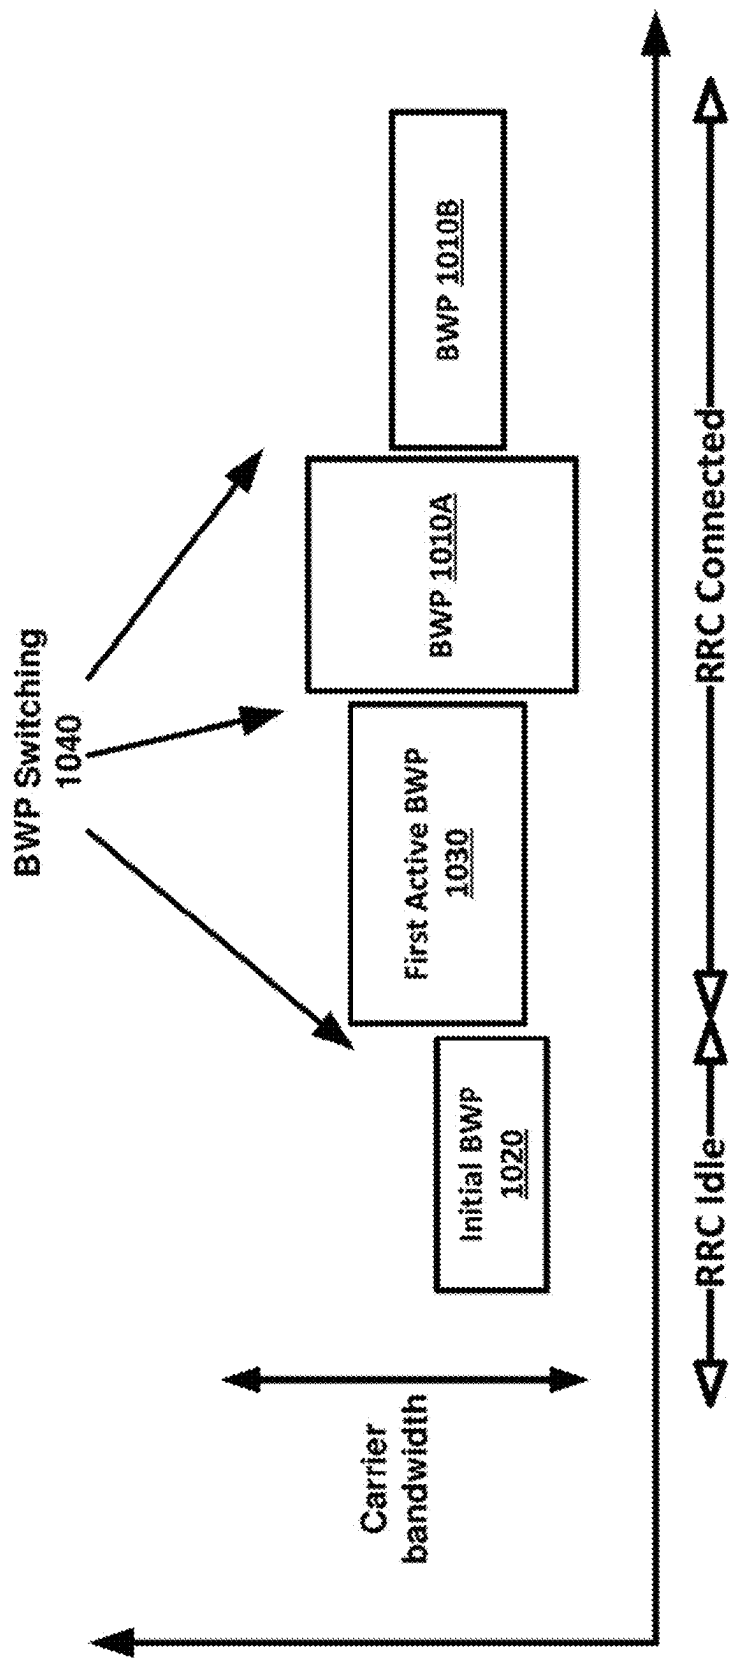 BWP Switching
1040
Carrier
bandwidth
Initial BWP
1020
First Active BWP
1030
BWP 1010A
BWP 1010B
RRC Idle
RRC Connected